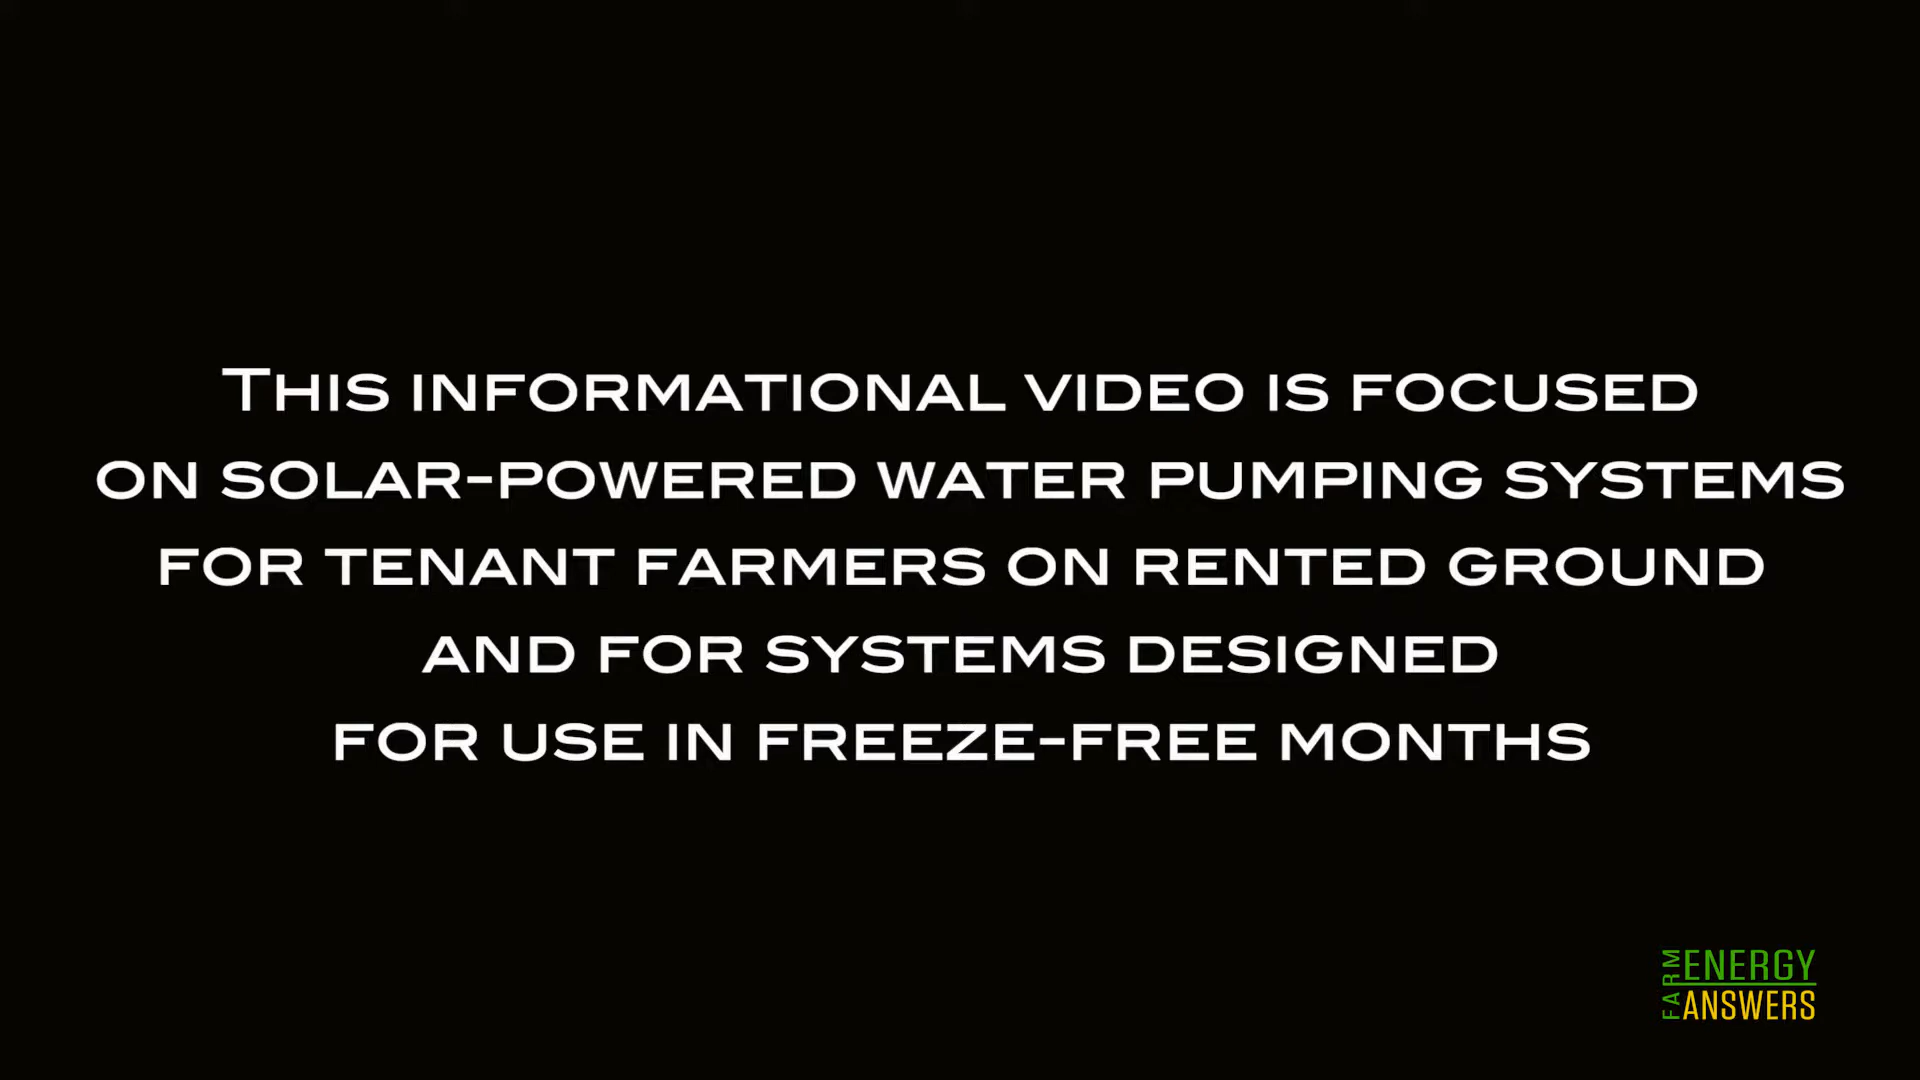 This informational video is focused
on solar-powered water pumping systems
for tenant farmers on rented ground
and for systems designed
for use in freeze-free months
FARM
ENERGY
ANSWERS